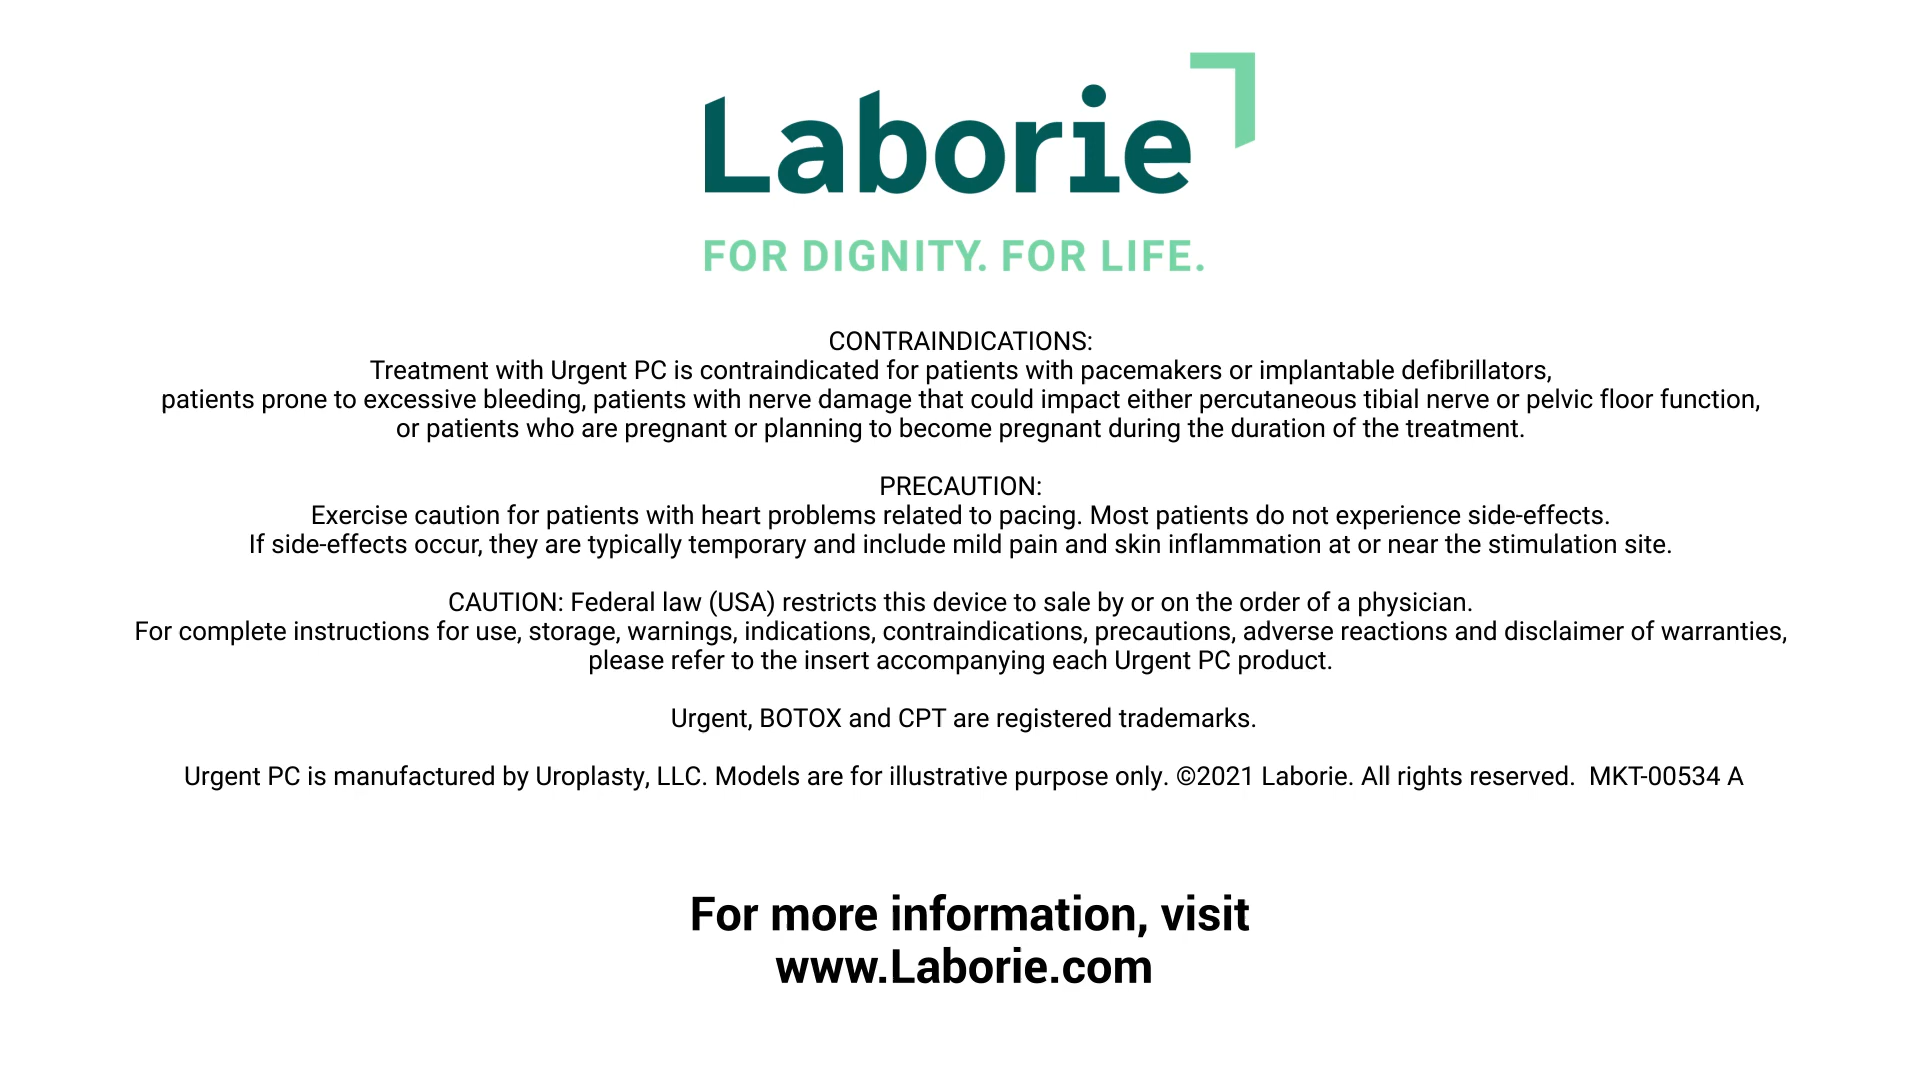 Laborie
FOR DIGNITY. FOR LIFE.
CONTRAINDICATIONS:
Treatment with Urgent PC is contraindicated for patients with pacemakers or implantable defibrillators,
patients prone to excessive bleeding, patients with nerve damage that could impact either percutaneous tibial nerve or pelvic floor function,
or patients who are pregnant or planning to become pregnant during the duration of the treatment.
PRECAUTION:
Exercise caution for patients with heart problems related to pacing. Most patients do not experience side-effects.
If side-effects occur, they are typically temporary and include mild pain and skin inflammation at or near the stimulation site.
CAUTION: Federal law (USA) restricts this device to sale by or on the order of a physician.
For complete instructions for use, storage, warnings, indications, contraindications, precautions, adverse reactions and disclaimer of warranties,
please refer to the insert accompanying each Urgent PC product.
Urgent, BOTOX and CPT are registered trademarks.
Urgent PC is manufactured by Uroplasty, LLC. Models are for illustrative purpose only. ©2021 Laborie. All rights reserved.  MKT-00534 A
For more information, visit
www.Laborie.com